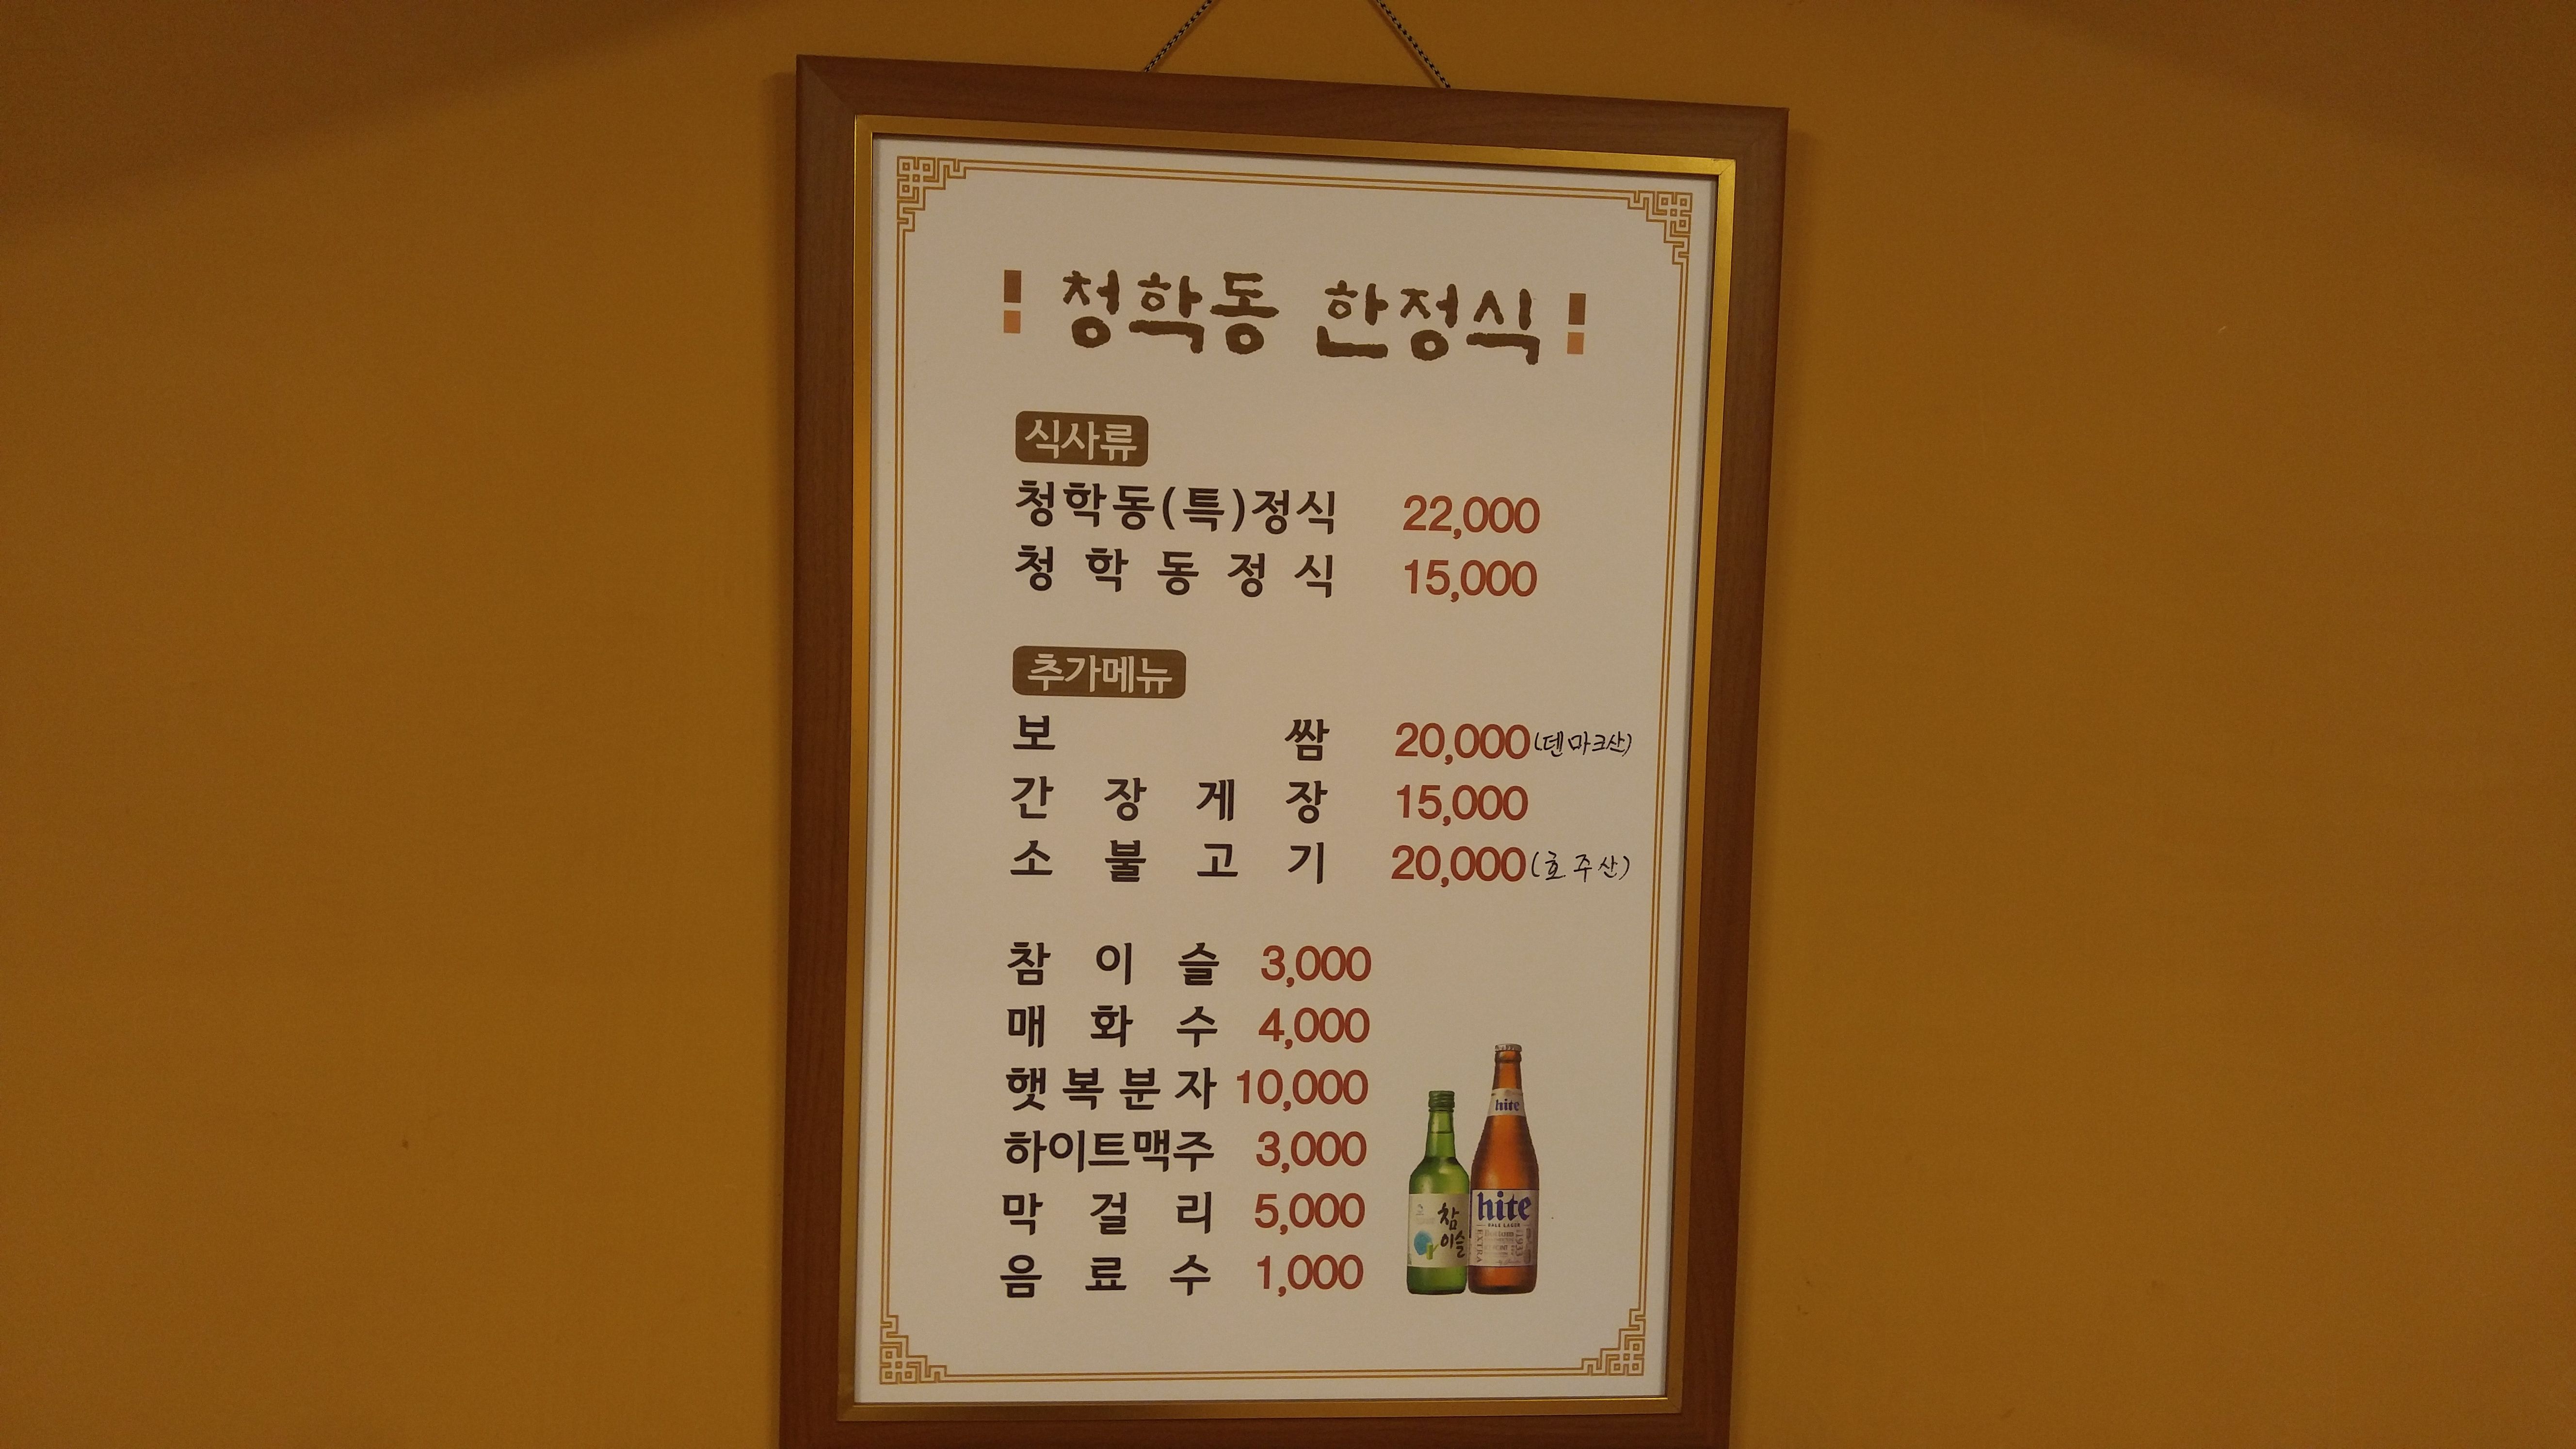 청학동 한정식
식사류
청학동(특)정식 22,000
청학동정식 15,000
추가메뉴
보쌈 20,000(덴마크산)
간장게장 15,000
소불고기 20,000(호주산)
참이슬 3,000
매화수 4,000
햇복분자 10,000
하이트맥주 3,000
막걸리 5,000
음료수 1,000
hite
참이슬
hite
PALE LAGER
EXTRA